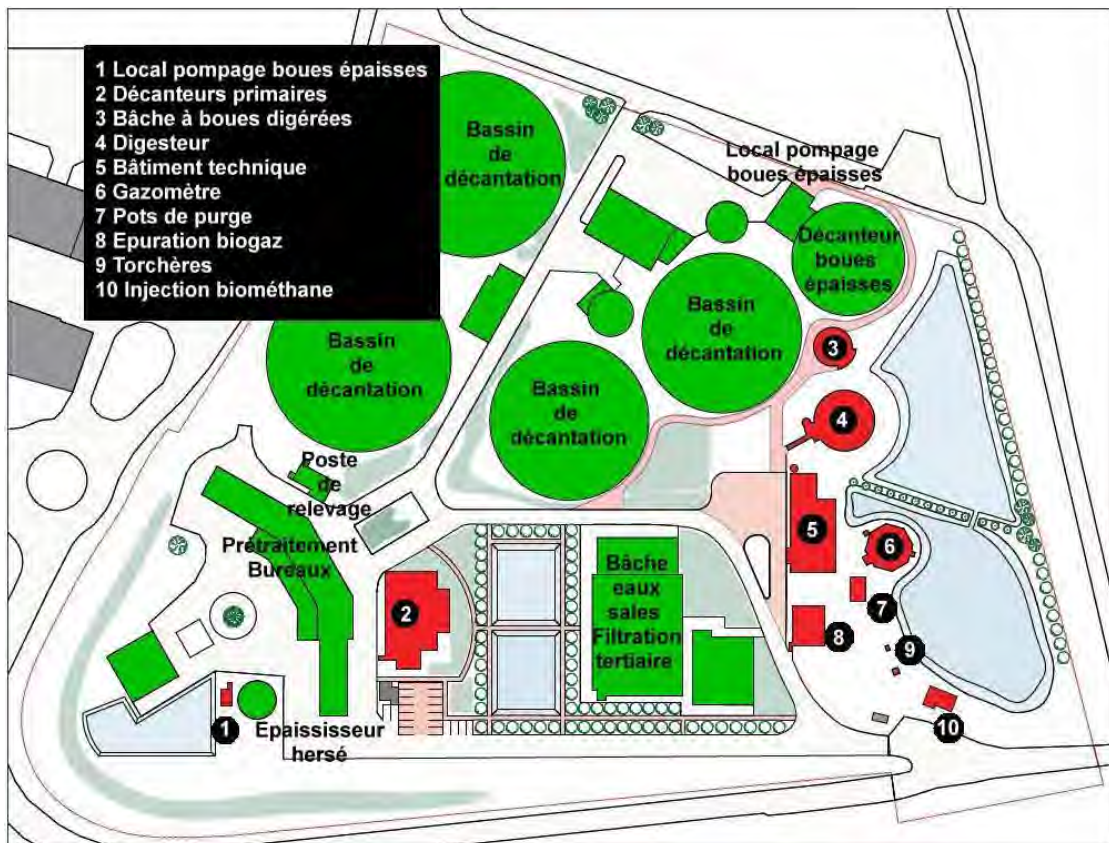 1 Local pompage boues épaisses
2 Décanteurs primaires
3 Bâche à boues digérées
4 Digesteur
5 Bâtiment technique
6 Gazomètre
7 Pots de purge
8 Epuration biogaz
9 Torchères
10 Injection biométhane
Bassin
de
décantation
Local pompage
boues épaisses
Décanteur
boues
épaisses
Bassin
de
décantation
Bassin
de
décantation
Bassin
de
décantation
3
4
Poste
de
relevage
Prétraitement
Bureaux
5
6
Bâche
eaux
sales
Filtration
tertiaire
2
7
8
9
1
Epaississeur
hersé
10